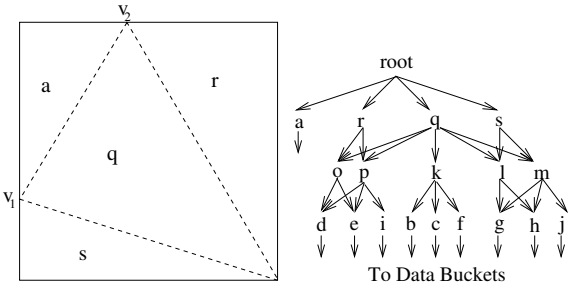 v2
a
r
q
v1
s
root
a r q s
o p k l m
d e i b c f g h j
To Data Buckets